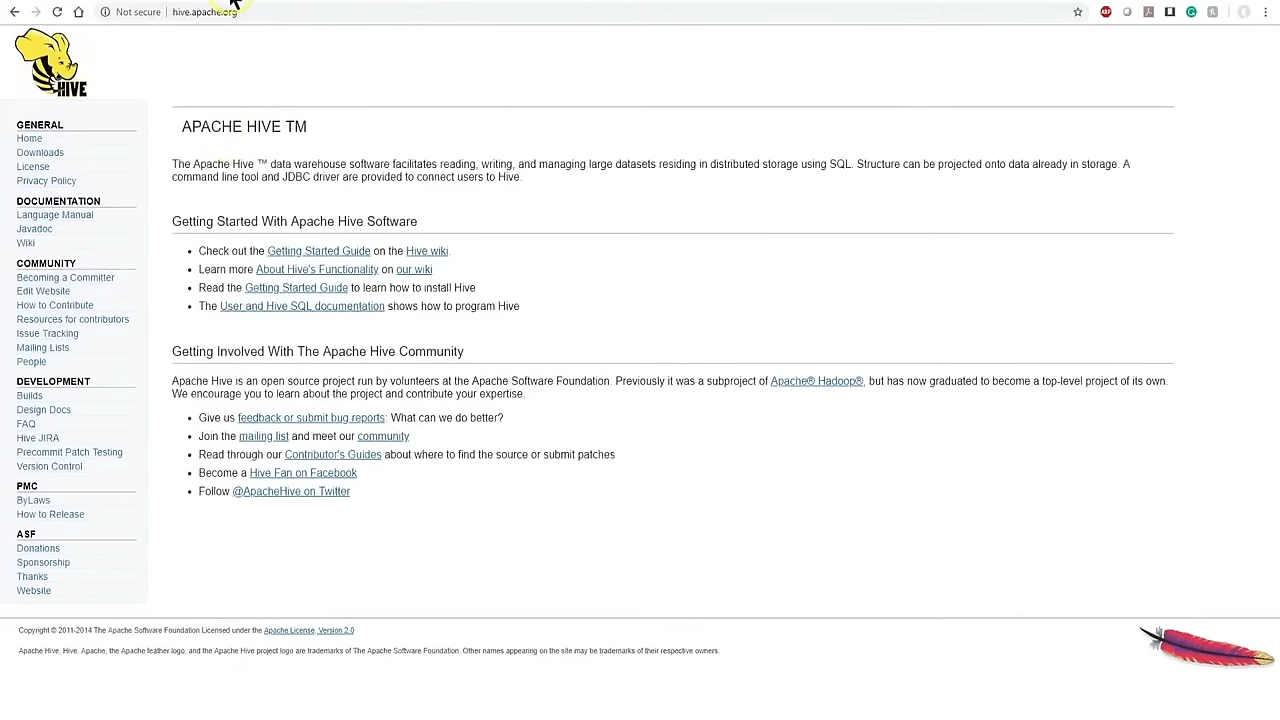 Not secure | hive.apache.org
HIVE
GENERAL
Home
Downloads
License
Privacy Policy
DOCUMENTATION
Language Manual
Javadoc
Wiki
COMMUNITY
Becoming a Committer
Edit Website
How to Contribute
Resources for contributors
Issue Tracking
Mailing Lists
People
DEVELOPMENT
Builds
Design Docs
FAQ
Hive JIRA
Precommit Patch Testing
Version Control
PMC
ByLaws
How to Release
ASF
Donations
Sponsorship
Thanks
Website
APACHE HIVE TM
The Apache Hive ™ data warehouse software facilitates reading, writing, and managing large datasets residing in distributed storage using SQL. Structure can be projected onto data already in storage. A
command line tool and JDBC driver are provided to connect users to Hive.
Getting Started With Apache Hive Software
• Check out the Getting Started Guide on the Hive wiki.
• Learn more About Hive's Functionality on our wiki
• Read the Getting Started Guide to learn how to install Hive
• The User and Hive SQL documentation shows how to program Hive
Getting Involved With The Apache Hive Community
Apache Hive is an open source project run by volunteers at the Apache Software Foundation. Previously it was a subproject of Apache® Hadoop®, but has now graduated to become a top-level project of its own.
We encourage you to learn about the project and contribute your expertise.
• Give us feedback or submit bug reports: What can we do better?
• Join the mailing list and meet our community
• Read through our Contributor's Guides about where to find the source or submit patches
• Become a Hive Fan on Facebook
• Follow @ApacheHive on Twitter
Copyright © 2011-2014 The Apache Software Foundation Licensed under the Apache License, Version 2.0
Apache Hive, Hive, Apache, the Apache feather logo, and the Apache Hive project logo are trademarks of The Apache Software Foundation. Other names appearing on the site may be trademarks of their respective owners.